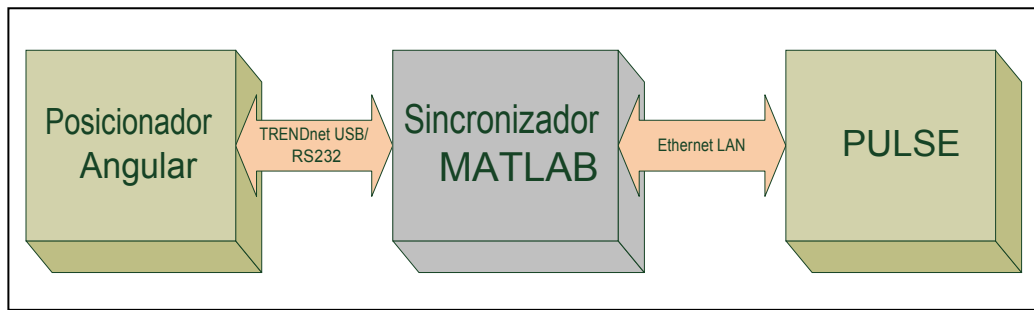 Posicionador
Angular
TRENDnet USB/
RS232
Sincronizador
MATLAB
Ethernet LAN
PULSE